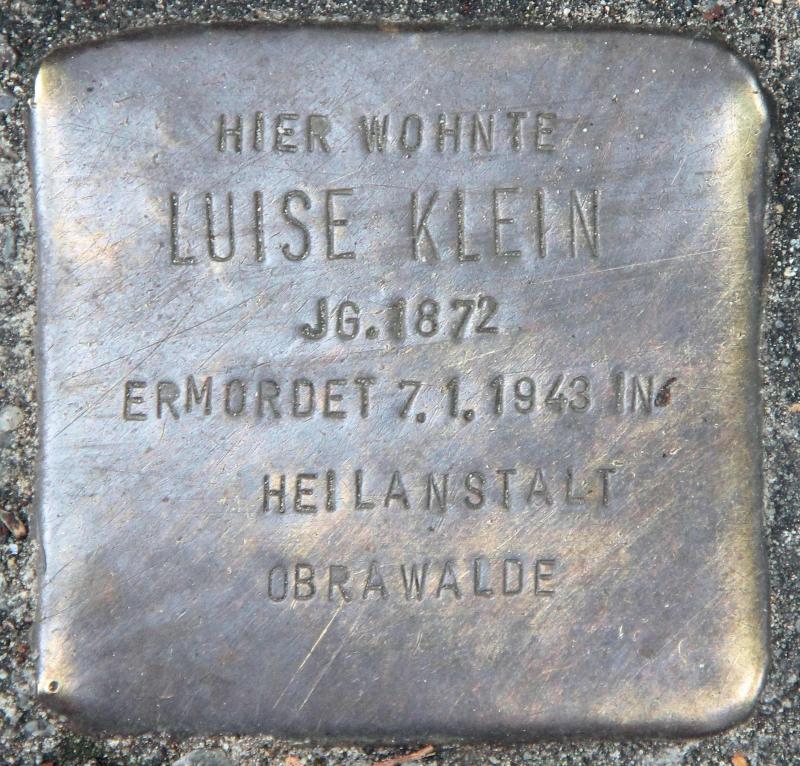 HIER WOHNTE
LUISE KLEIN
JG. 1872
ERMORDET 7.1.1943 IN
HEILANSTALT
OBRAWALDE